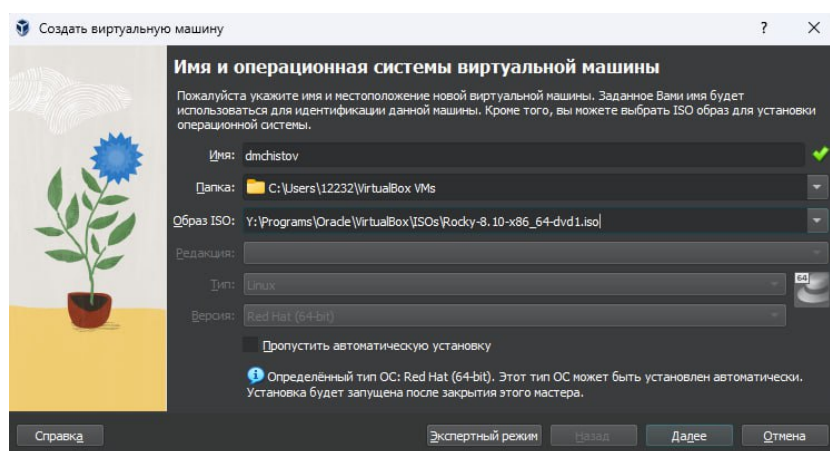 Создать виртуальную машину
?
Имя и операционная системы виртуальной машины
Пожалуйста укажите имя и местоположение новой виртуальной машины. Заданное Вами имя будет
использоваться для идентификации данной машины. Кроме того, вы можете выбрать ISO образ для установки
операционной системы.
Имя: dmchistov
Папка: C:\Users\12232\VirtualBox VMs
Образ ISO: Y:\Programs\Oracle\VirtualBox\ISOs\Rocky-8.10-x86_64-dvd1.iso
Редакция:
Тип: Linux
64
Версия: Red Hat (64-bit)
Пропустить автоматическую установку
Определённый тип ОС: Red Hat (64-bit). Этот тип ОС может быть установлен автоматически.
Установка будет запущена после закрытия этого мастера.
Справка Экспертный режим Назад Далее Отмена